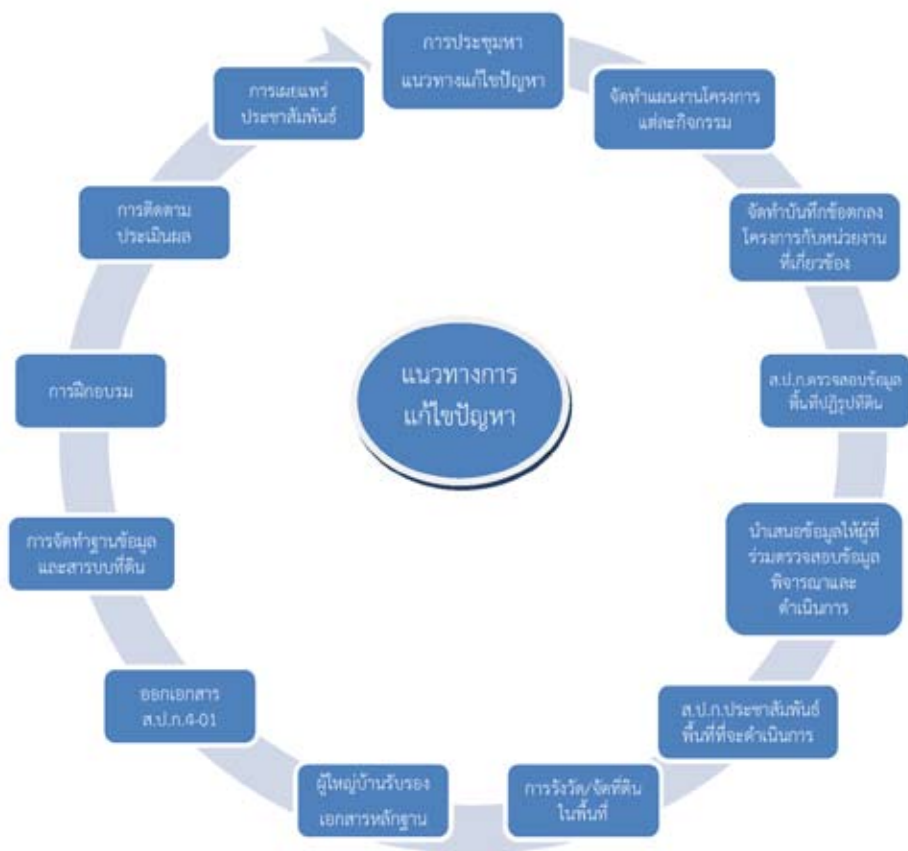 การประชุมหา
แนวทางแก้ไขปัญหา
จัดทำแผนงานโครงการ
แต่ละกิจกรรม
จัดทำบันทึกข้อตกลง
โครงการกับหน่วยงาน
ที่เกี่ยวข้อง
ส.ป.ก.ตรวจสอบข้อมูล
พื้นที่ปฏิรูปที่ดิน
นำเสนอข้อมูลให้ผู้ที่
ร่วมตรวจสอบข้อมูล
พิจารณาและ
ดำเนินการ
ส.ป.ก.ประชาสัมพันธ์
พื้นที่ที่จะดำเนินการ
การรังวัด/จัดที่ดิน
ในพื้นที่
ผู้ใหญ่บ้านรับรอง
เอกสารหลักฐาน
ออกเอกสาร
ส.ป.ก.4-01
การจัดทำฐานข้อมูล
และสารบบที่ดิน
การฝึกอบรม
การติดตาม
ประเมินผล
การเผยแพร่
ประชาสัมพันธ์
แนวทางการ
แก้ไขปัญหา